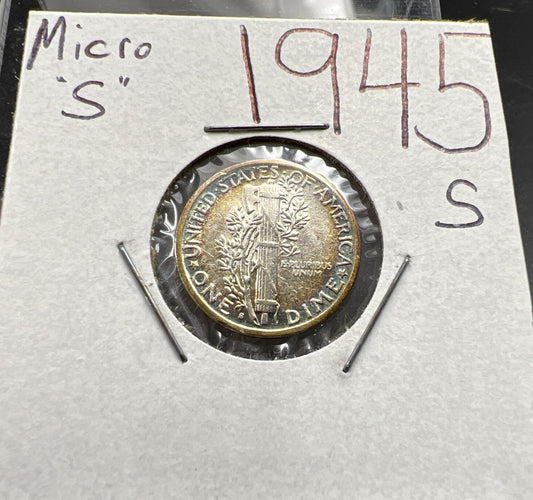 Micro
"S"
1945
S
UNITED·STATES·OF·AMERICA
E·PLURIBUS
UNUM
ONE DIME
S